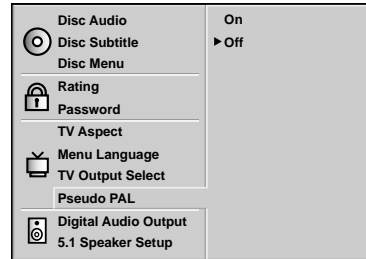 Disc Audio
Disc Subtitle
Disc Menu
Rating
Password
TV Aspect
Menu Language
TV Output Select
Pseudo PAL
Digital Audio Output
5.1 Speaker Setup
On
Off